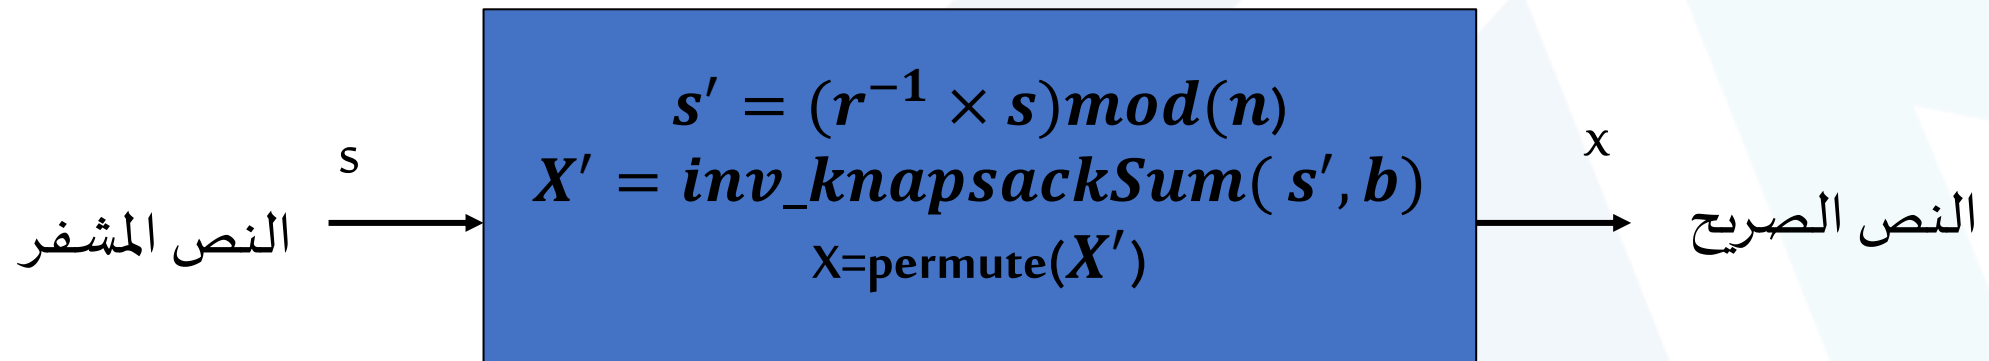 s
النص المشفر
s′ = (r⁻¹ × s)mod(n)
X′ = inv_knapsackSum( s′, b)
X=permute(X′)
x
النص الصريح